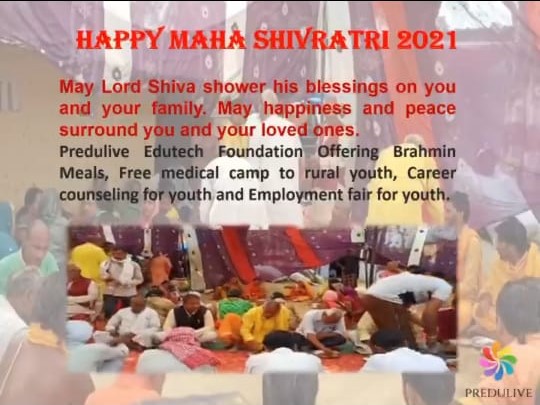 HAPPY MAHA SHIVRATRI 2021
May Lord Shiva shower his blessings on you
and your family. May happiness and peace
surround you and your loved ones.
Predulive Edutech Foundation Offering Brahmin
Meals, Free medical camp to rural youth, Career
counseling for youth and Employment fair for youth.
PREDULIVE